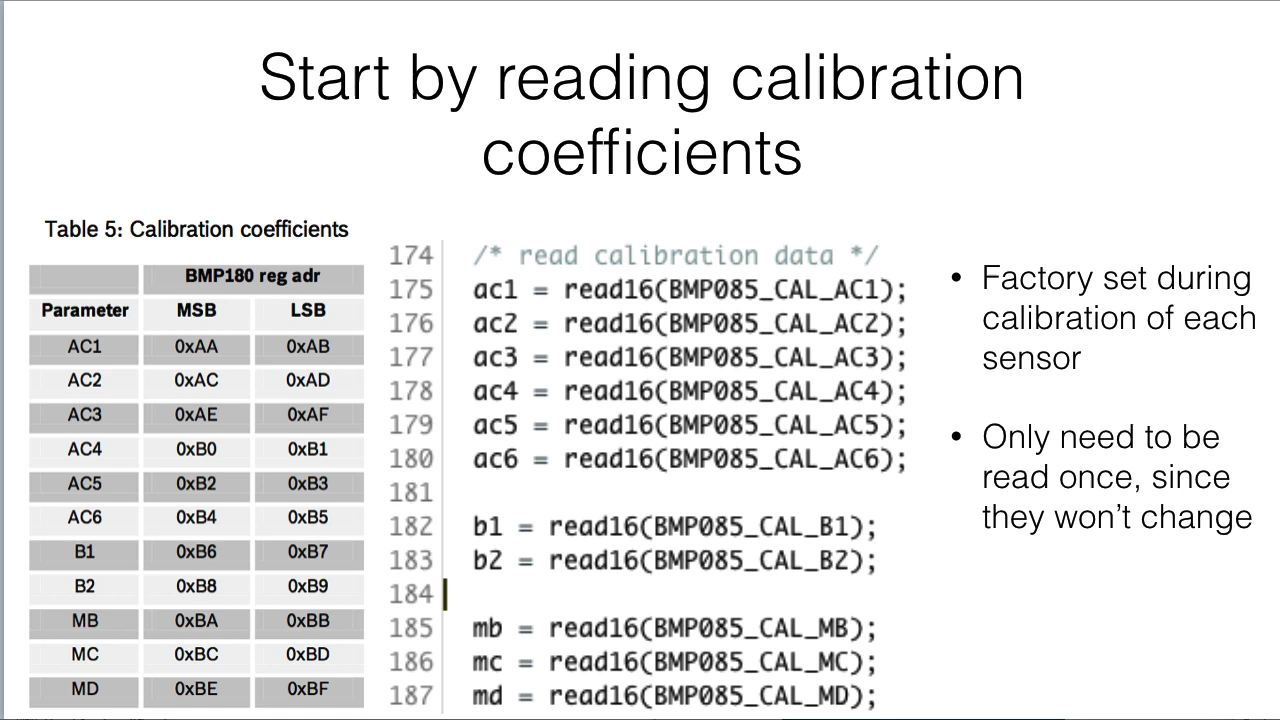 Start by reading calibration
coefficients
Table 5: Calibration coefficients
BMP180 reg adr
Parameter MSB LSB
AC1 0xAA 0xAB
AC2 0xAC 0xAD
AC3 0xAE 0xAF
AC4 0xB0 0xB1
AC5 0xB2 0xB3
AC6 0xB4 0xB5
B1 0xB6 0xB7
B2 0xB8 0xB9
MB 0xBA 0xBB
MC 0xBC 0xBD
MD 0xBE 0xBF
174 /* read calibration data */
175 ac1 = read16(BMP085_CAL_AC1);
176 ac2 = read16(BMP085_CAL_AC2);
177 ac3 = read16(BMP085_CAL_AC3);
178 ac4 = read16(BMP085_CAL_AC4);
179 ac5 = read16(BMP085_CAL_AC5);
180 ac6 = read16(BMP085_CAL_AC6);
181
182 b1 = read16(BMP085_CAL_B1);
183 b2 = read16(BMP085_CAL_B2);
184
185 mb = read16(BMP085_CAL_MB);
186 mc = read16(BMP085_CAL_MC);
187 md = read16(BMP085_CAL_MD);
• Factory set during
calibration of each
sensor
• Only need to be
read once, since
they won’t change